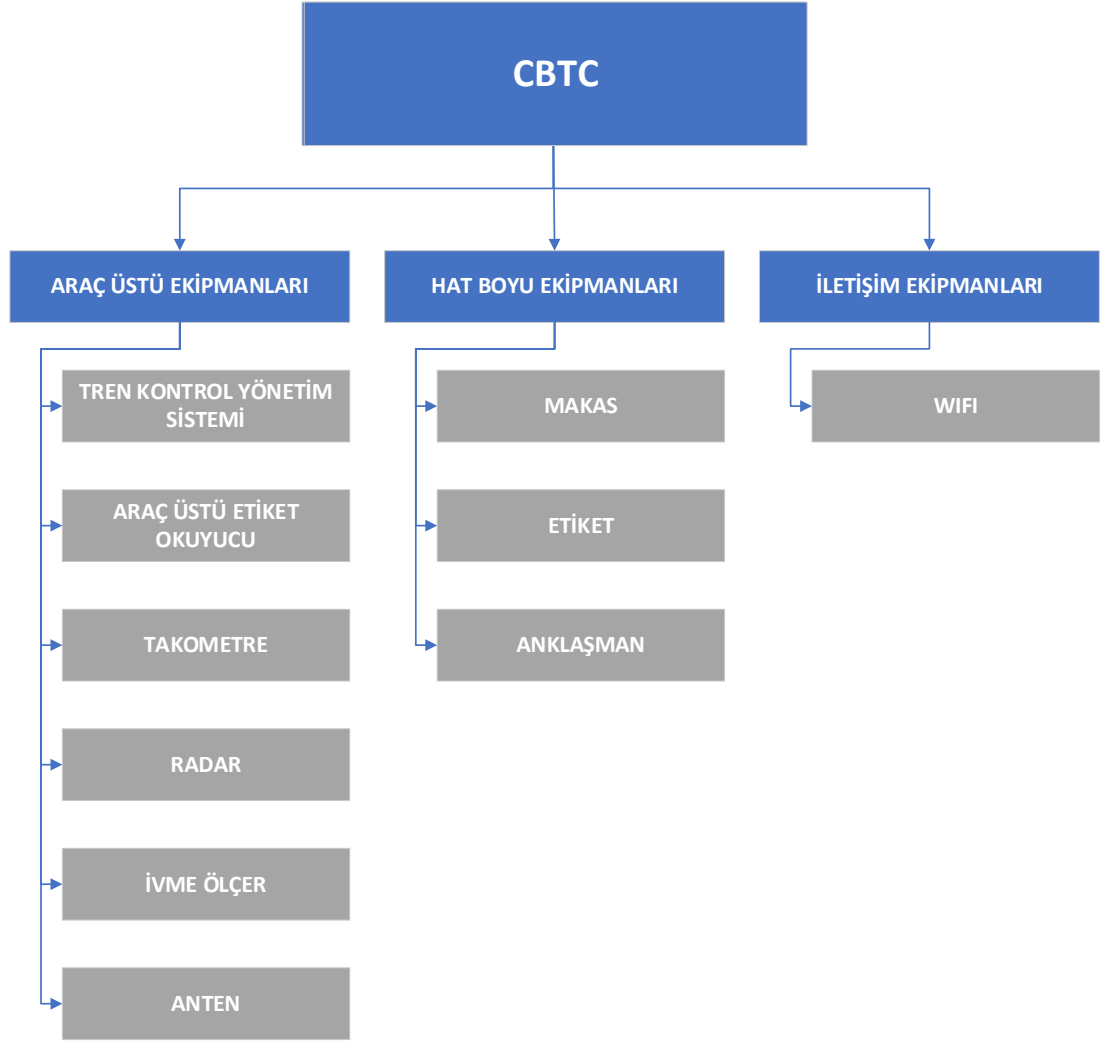 CBTC
ARAÇ ÜSTÜ EKİPMANLARI
HAT BOYU EKİPMANLARI
İLETİŞİM EKİPMANLARI
TREN KONTROL YÖNETİM
SİSTEMİ
ARAÇ ÜSTÜ ETİKET
OKUYUCU
TAKOMETRE
RADAR
İVME ÖLÇER
ANTEN
MAKAS
ETİKET
ANKLAŞMAN
WIFI